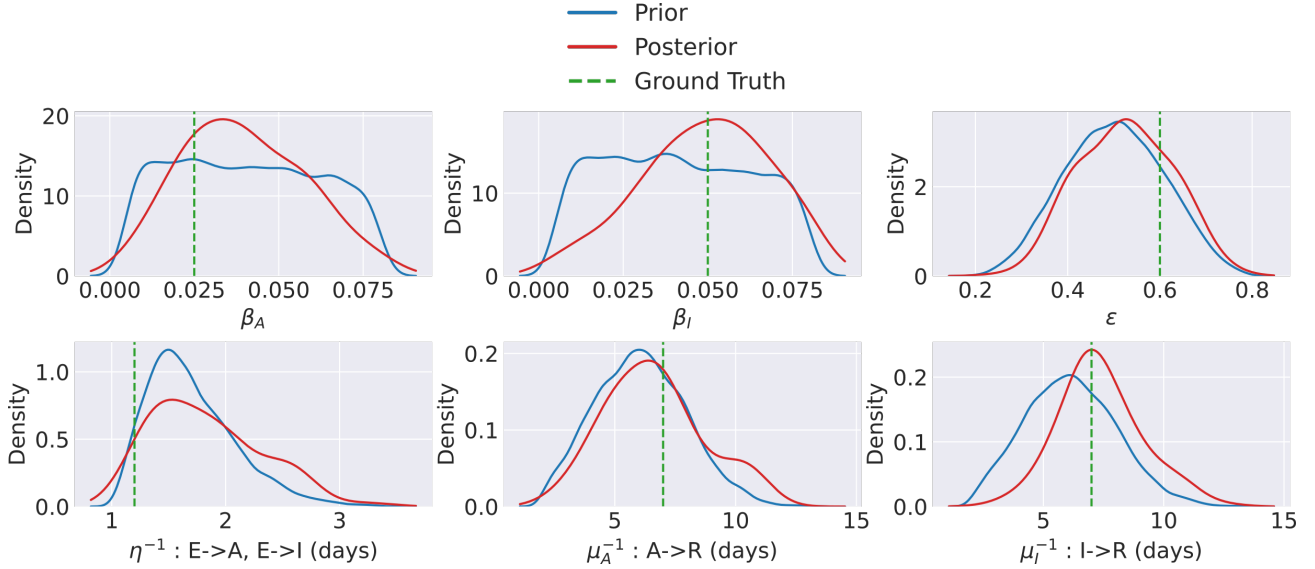 Prior
Posterior
Ground Truth
20
10
0
Density
0.000 0.025 0.050 0.075
β_A
10
0
Density
0.000 0.025 0.050 0.075
β_I
2
0
Density
0.2 0.4 0.6 0.8
ε
1.0
0.5
0.0
Density
1 2 3
η⁻¹ : E->A, E->I (days)
0.2
0.1
0.0
Density
5 10 15
μ_A⁻¹ : A->R (days)
0.2
0.1
0.0
Density
5 10 15
μ_I⁻¹ : I->R (days)